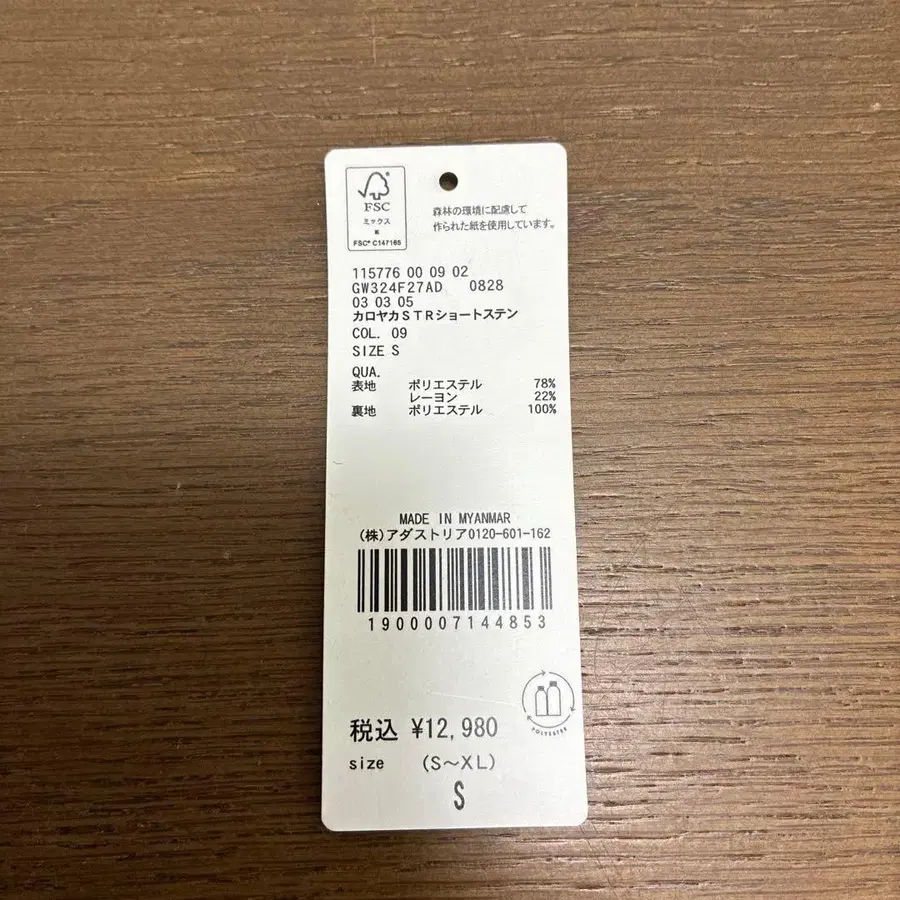 FSC
ミックス
紙
FSC® C147165
森林の環境に配慮して
作られた紙を使用しています。
115776 00 09 02
GW324F27AD 0828
03 03 05
カロヤカSTRショートステン
COL. 09
SIZE S
QUA.
表地 ポリエステル 78%
レーヨン 22%
裏地 ポリエステル 100%
MADE IN MYANMAR
(株)アダストリア0120-601-162
1900007144853
POLYESTER
税込 ¥12,980
size (S〜XL)
S